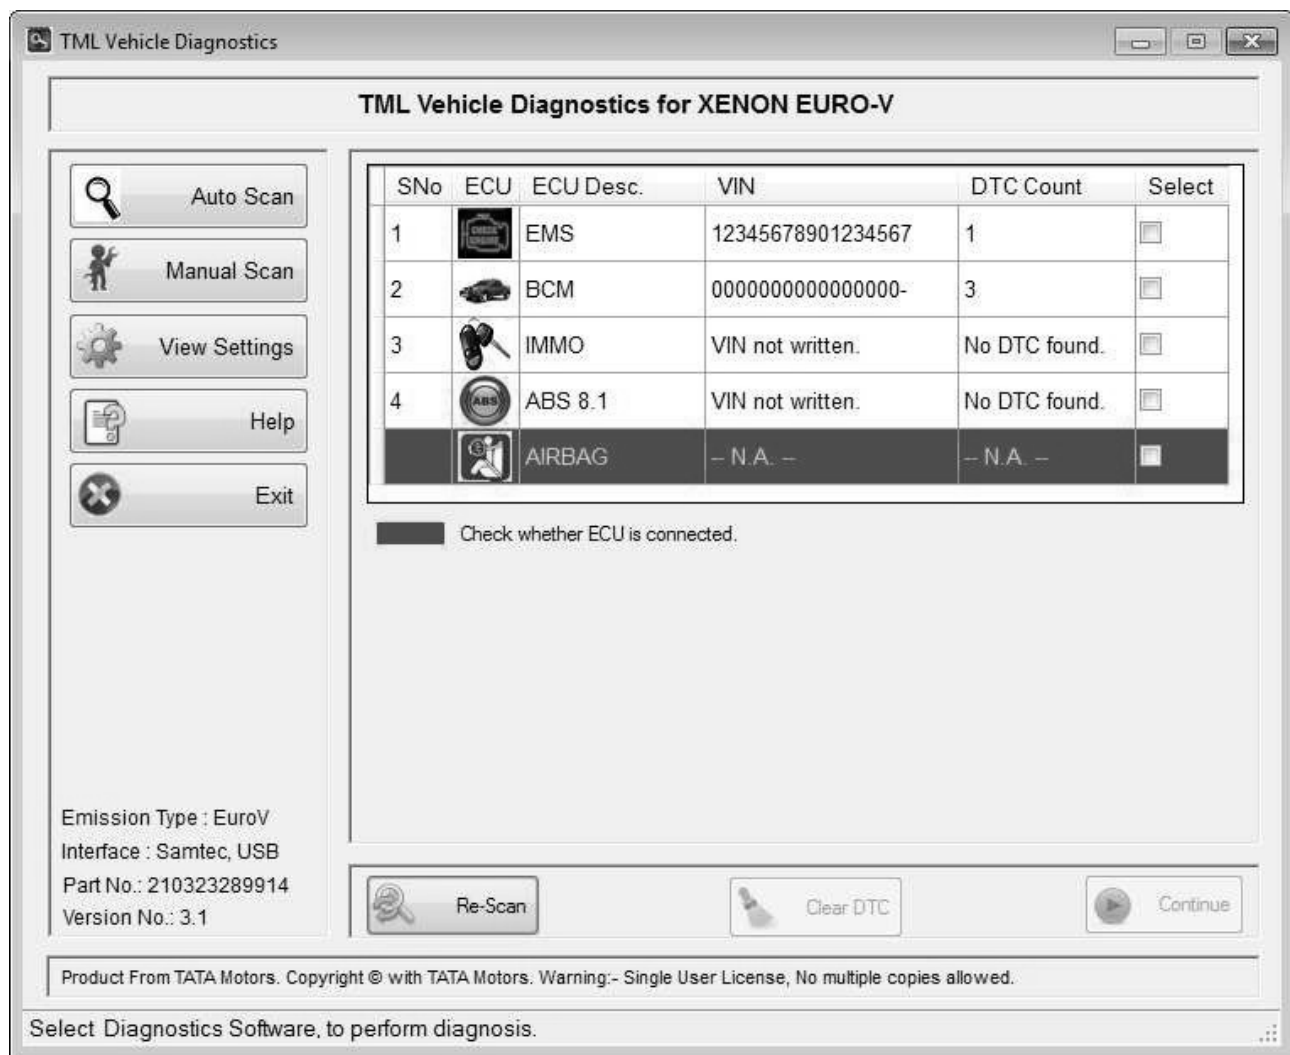 TML Vehicle Diagnostics
TML Vehicle Diagnostics for XENON EURO-V
Auto Scan
Manual Scan
View Settings
Help
Exit
SNo ECU ECU Desc. VIN DTC Count Select
1 CHECK ENGINE EMS 12345678901234567 1
2 BCM 0000000000000000- 3
3 IMMO VIN not written. No DTC found.
4 ABS ABS 8.1 VIN not written. No DTC found.
AIRBAG -- N.A. -- -- N.A. --
Check whether ECU is connected.
Emission Type : EuroV
Interface : Samtec, USB
Part No.: 210323289914
Version No.: 3.1
Re-Scan Clear DTC Continue
Product From TATA Motors. Copyright © with TATA Motors. Warning:- Single User License, No multiple copies allowed.
Select Diagnostics Software, to perform diagnosis.